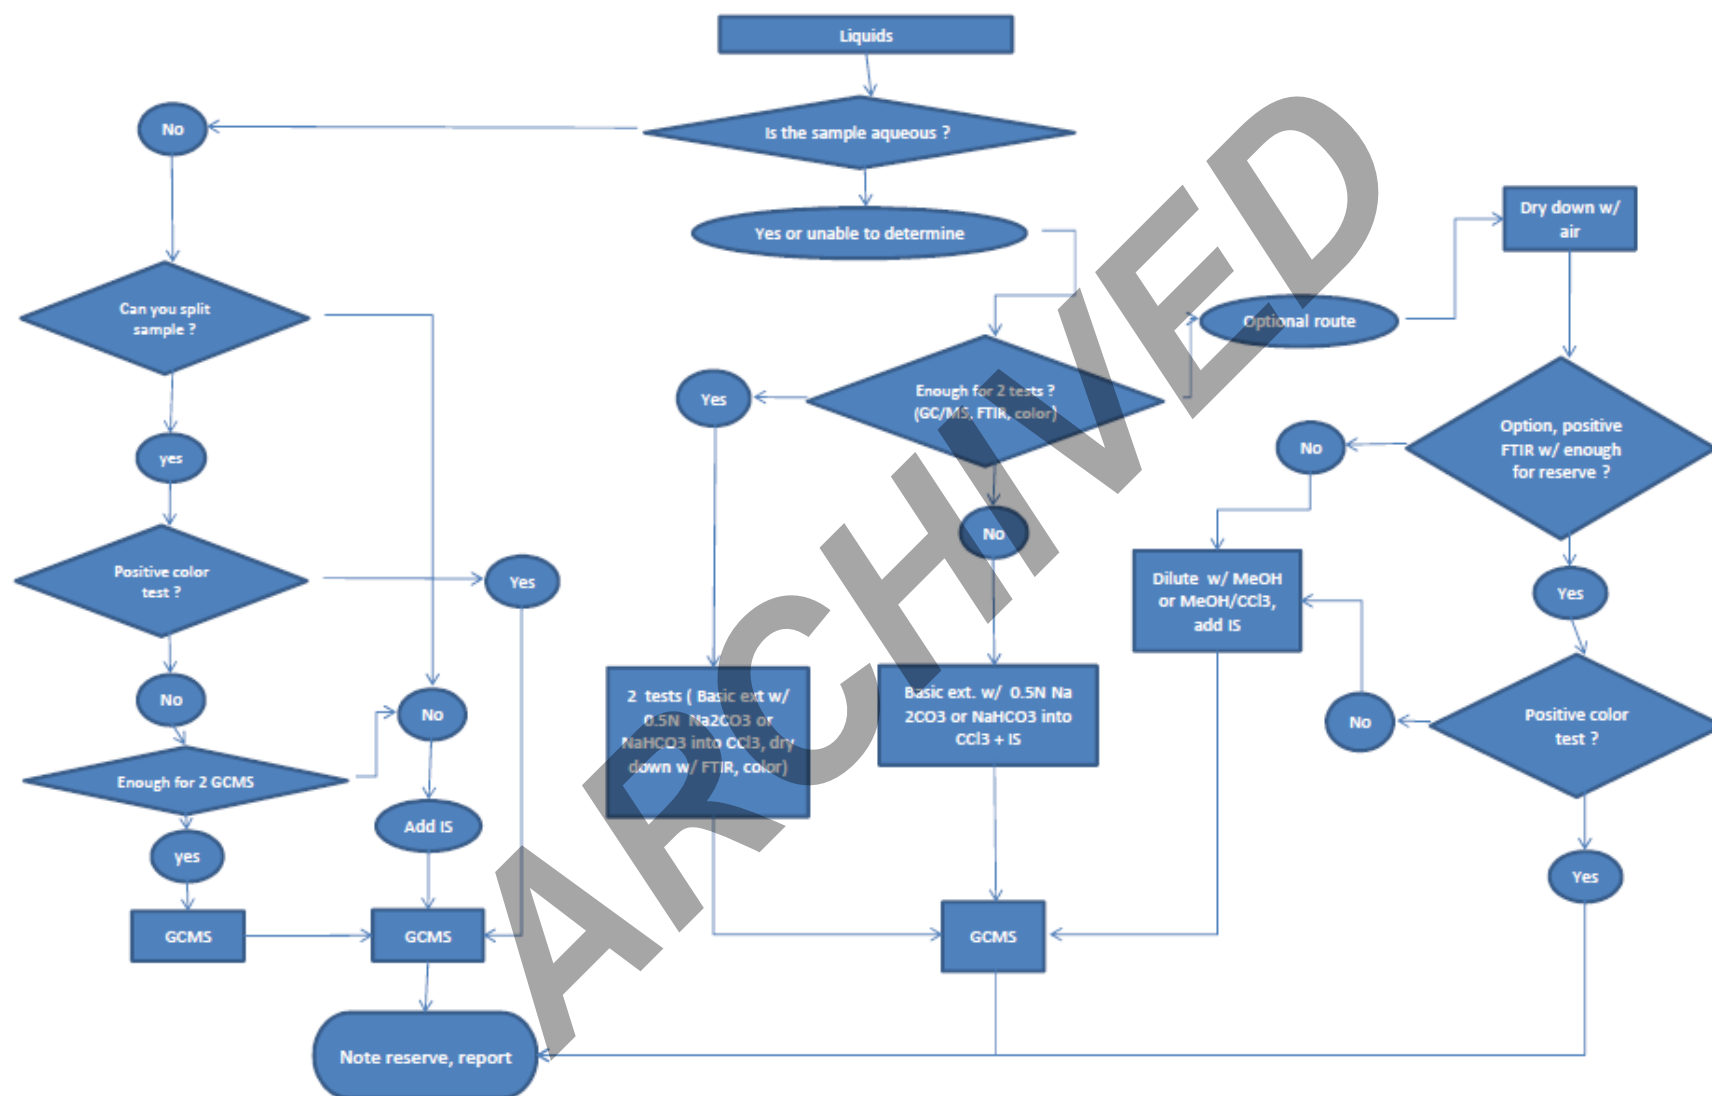 Liquids
Is the sample aqueous ?
No
Yes or unable to determine
Dry down w/
air
Can you split
sample ?
Optional route
Enough for 2 tests ?
(GC/MS, FTIR, color)
Yes
No
Option, positive
FTIR w/ enough
for reserve ?
yes
No
Positive color
test ?
Yes
Dilute w/ MeOH
or MeOH/CCl3,
add IS
Yes
No
No
2 tests ( Basic ext w/
0.5N Na2CO3 or
NaHCO3 into CCl3, dry
down w/ FTIR, color)
Basic ext. w/ 0.5N Na
2CO3 or NaHCO3 into
CCl3 + IS
No
Positive color
test ?
Enough for 2 GCMS
Add IS
yes
Yes
GCMS
GCMS
GCMS
Note reserve, report
ARCHIVED